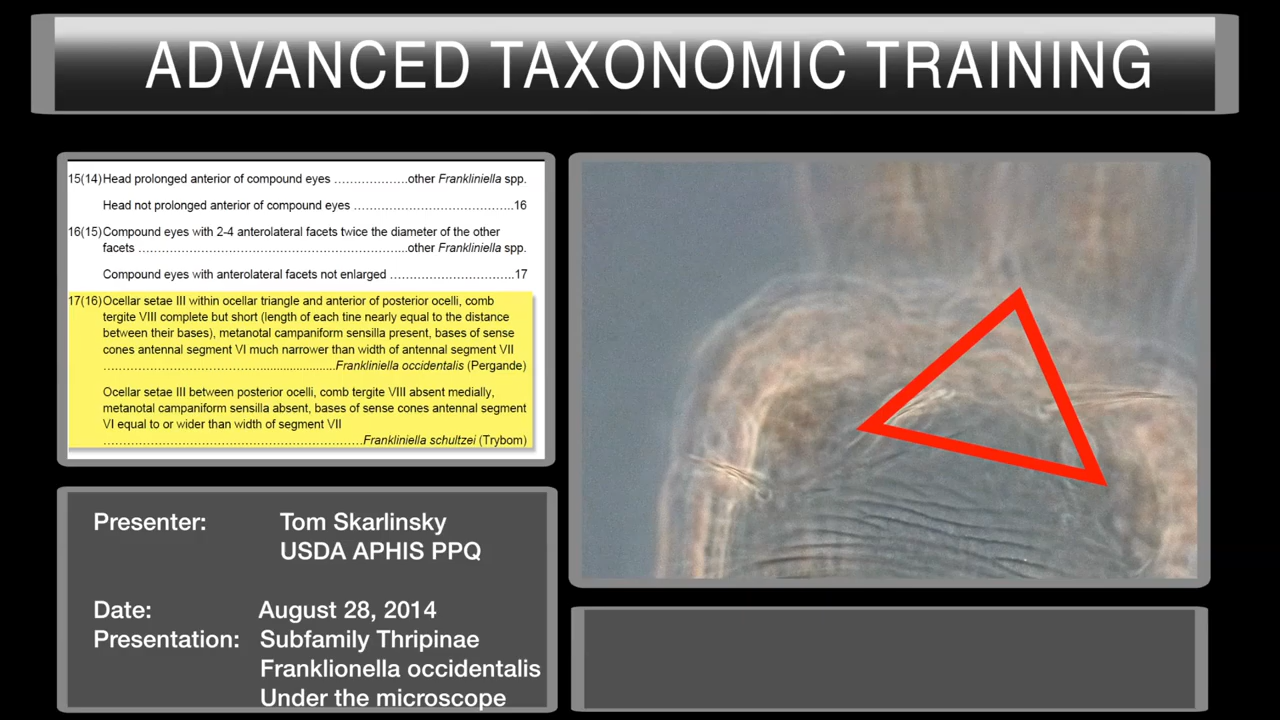 ADVANCED TAXONOMIC TRAINING
15(14) Head prolonged anterior of compound eyes ………………..other Frankliniella spp.
Head not prolonged anterior of compound eyes ………………………………..16
16(15) Compound eyes with 2-4 anterolateral facets twice the diameter of the other
facets …………………………………………………………..other Frankliniella spp.
Compound eyes with anterolateral facets not enlarged ………………………...17
17(16) Ocellar setae III within ocellar triangle and anterior of posterior ocelli, comb
tergite VIII complete but short (length of each tine nearly equal to the distance
between their bases), metanotal campaniform sensilla present, bases of sense
cones antennal segment VI much narrower than width of antennal segment VII
…………………………………......................Frankliniella occidentalis (Pergande)
Ocellar setae III between posterior ocelli, comb tergite VIII absent medially,
metanotal campaniform sensilla absent, bases of sense cones antennal segment
VI equal to or wider than width of segment VII
…………………………………………………………Frankliniella schultzei (Trybom)
Presenter: Tom Skarlinsky
USDA APHIS PPQ
Date: August 28, 2014
Presentation: Subfamily Thripinae
Franklionella occidentalis
Under the microscope